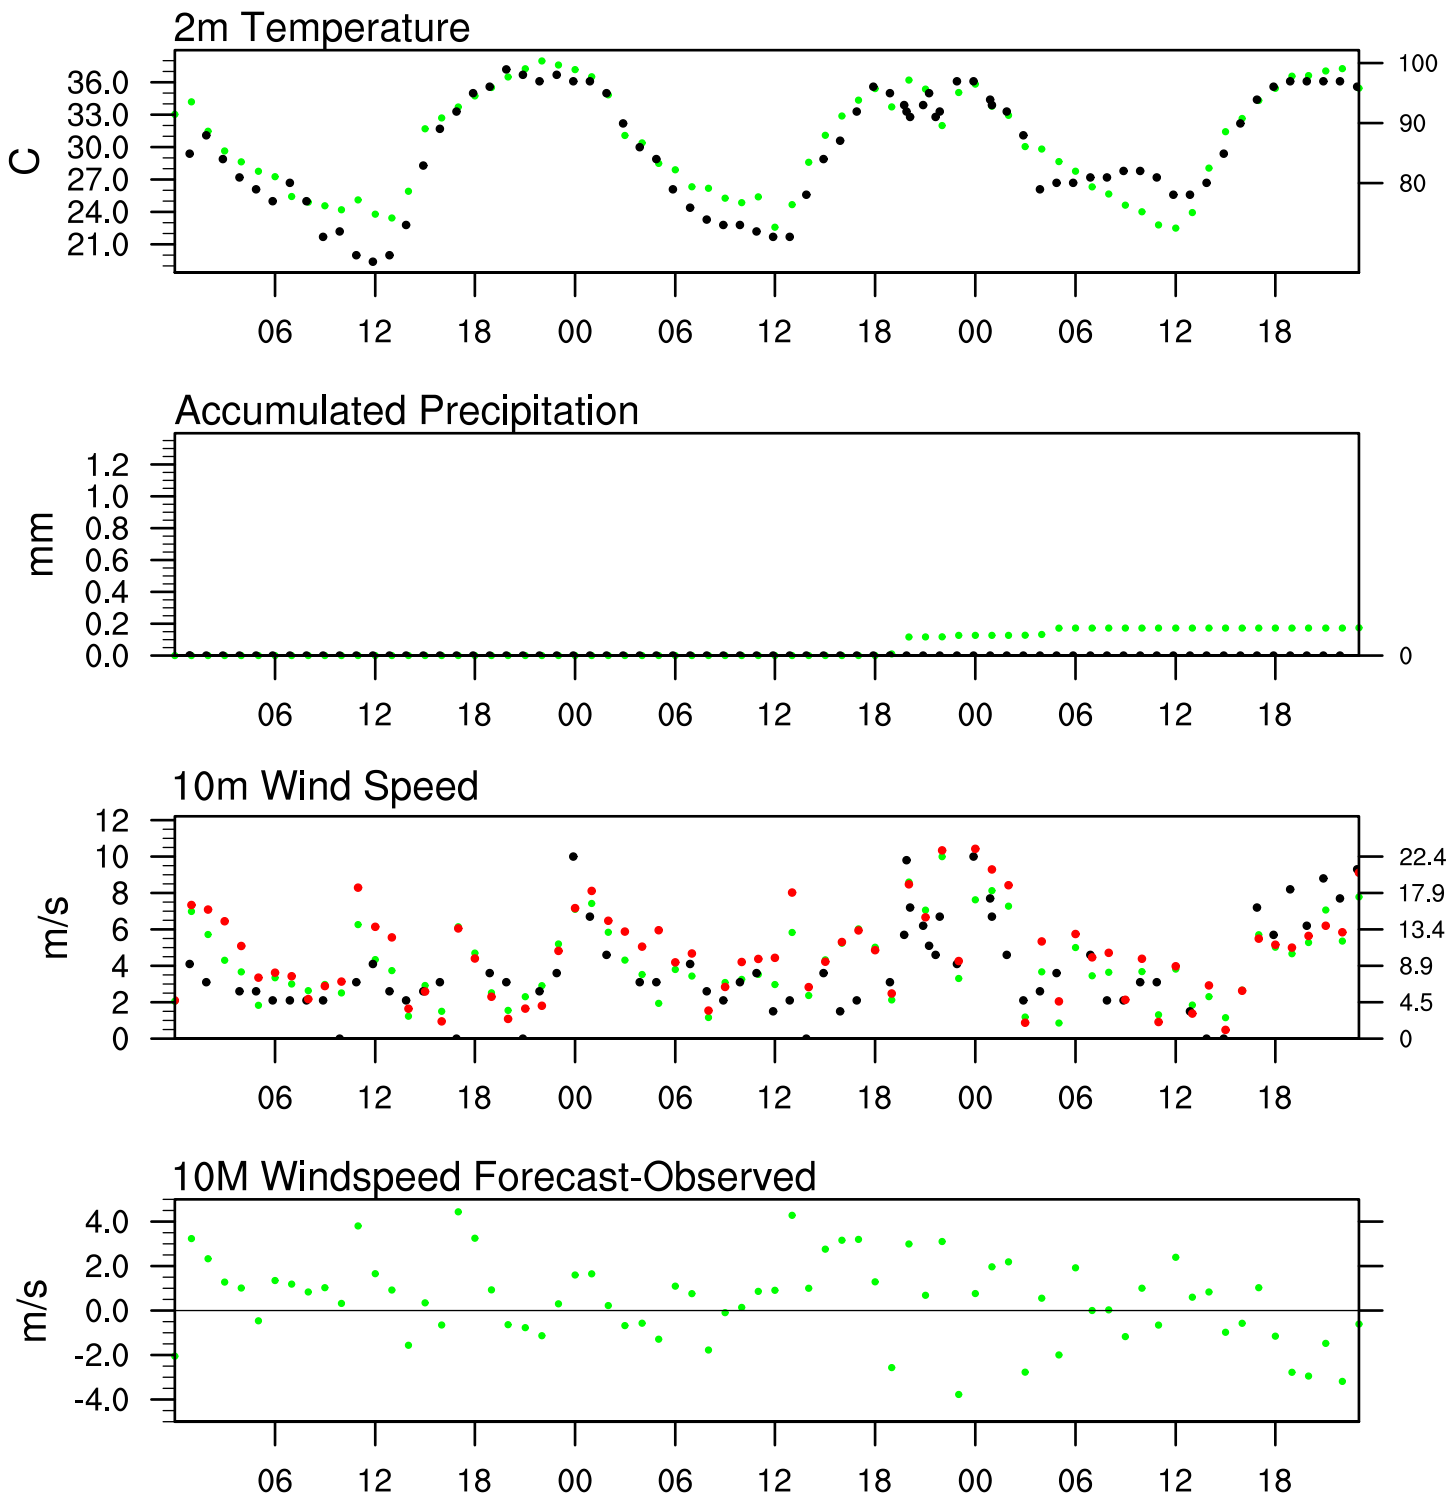 2m Temperature
36.0
33.0
30.0
27.0
24.0
21.0
C
100
90
80
06 12 18 00 06 12 18 00 06 12 18
Accumulated Precipitation
1.2
1.0
0.8
0.6
0.4
0.2
0.0
mm
0
06 12 18 00 06 12 18 00 06 12 18
10m Wind Speed
12
10
8
6
4
2
0
m/s
22.4
17.9
13.4
8.9
4.5
0
06 12 18 00 06 12 18 00 06 12 18
10M Windspeed Forecast-Observed
4.0
2.0
0.0
-2.0
-4.0
m/s
06 12 18 00 06 12 18 00 06 12 18